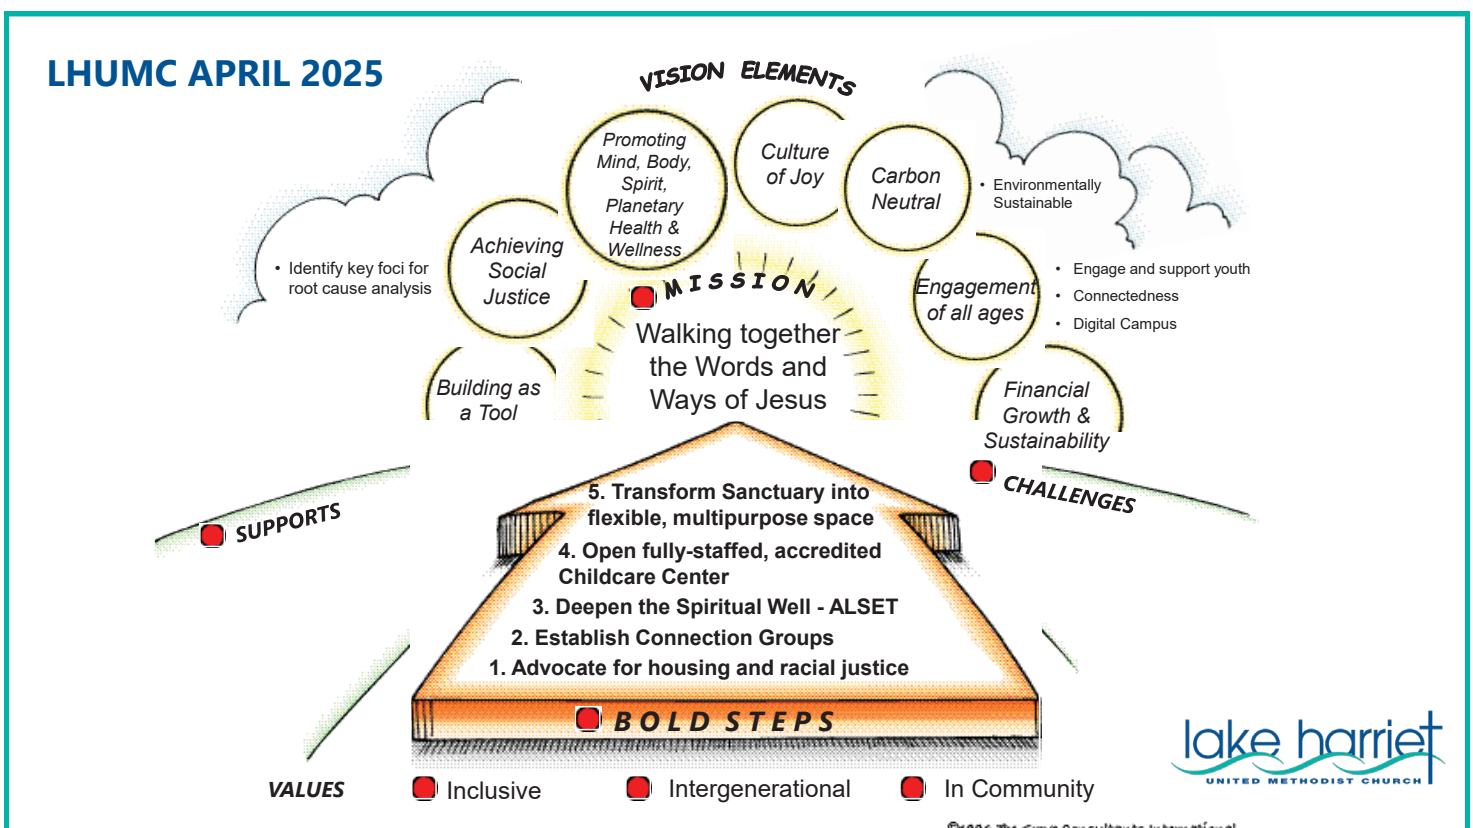 LHUMC APRIL 2025
VISION ELEMENTS
Promoting
Mind, Body,
Spirit,
Planetary
Health &
Wellness
Culture
of Joy
Carbon
Neutral
• Environmentally
Sustainable
Achieving
Social
Justice
• Identify key foci for
root cause analysis
Engagement
of all ages
• Engage and support youth
• Connectedness
• Digital Campus
Building as
a Tool
Financial
Growth &
Sustainability
MISSION
Walking together
the Words and
Ways of Jesus
SUPPORTS
CHALLENGES
5. Transform Sanctuary into
flexible, multipurpose space
4. Open fully-staffed, accredited
Childcare Center
3. Deepen the Spiritual Well - ALSET
2. Establish Connection Groups
1. Advocate for housing and racial justice
BOLD STEPS
VALUES
Inclusive
Intergenerational
In Community
lake harriet
UNITED METHODIST CHURCH
The Grove Consultants International